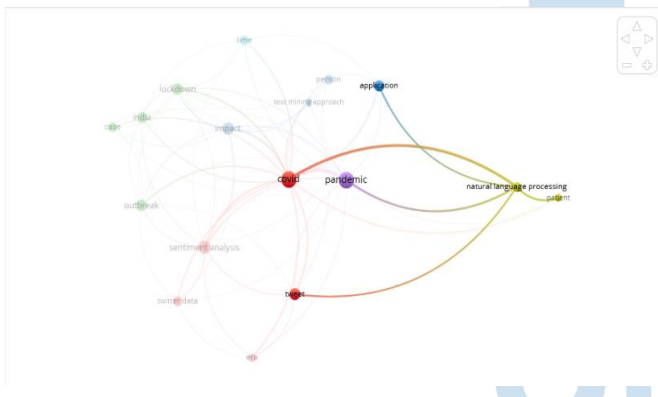 time
person
application
lockdown
text mining approach
india
case
impact
covid
pandemic
natural language processing
patient
outbreak
sentiment analysis
tweet
twitter data